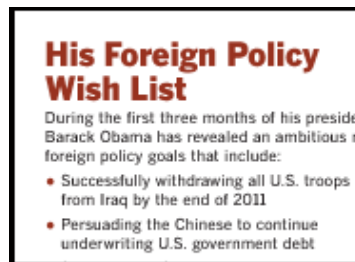 His Foreign Policy
Wish List
During the first three months of his preside
Barack Obama has revealed an ambitious
foreign policy goals that include:
• Successfully withdrawing all U.S. troops
from Iraq by the end of 2011
• Persuading the Chinese to continue
underwriting U.S. government debt